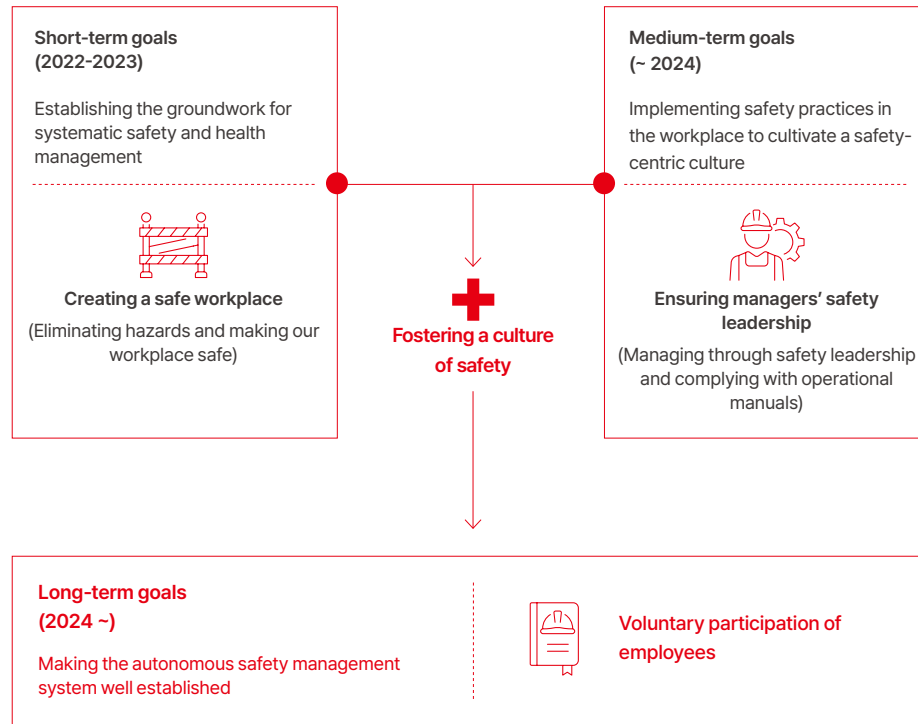 Short-term goals
(2022-2023)
Establishing the groundwork for
systematic safety and health
management
Creating a safe workplace
(Eliminating hazards and making our
workplace safe)
Medium-term goals
(~ 2024)
Implementing safety practices in
the workplace to cultivate a safety-
centric culture
Ensuring managers’ safety
leadership
(Managing through safety leadership
and complying with operational
manuals)
Fostering a culture
of safety
Long-term goals
(2024 ~)
Making the autonomous safety management
system well established
Voluntary participation of
employees